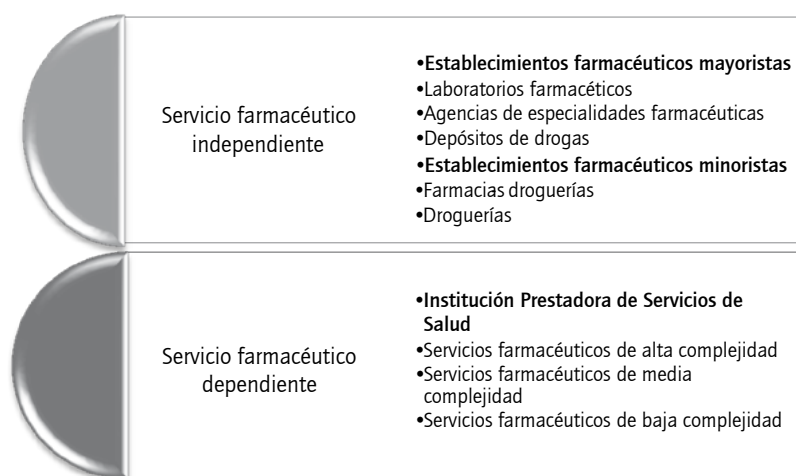 Servicio farmacéutico
independiente
•Establecimientos farmacéuticos mayoristas
•Laboratorios farmacéticos
•Agencias de especialidades farmacéuticas
•Depósitos de drogas
•Establecimientos farmacéuticos minoristas
•Farmacias droguerías
•Droguerías
Servicio farmacéutico
dependiente
•Institución Prestadora de Servicios de
Salud
•Servicios farmacéuticos de alta complejidad
•Servicios farmacéuticos de media
complejidad
•Servicios farmacéuticos de baja complejidad